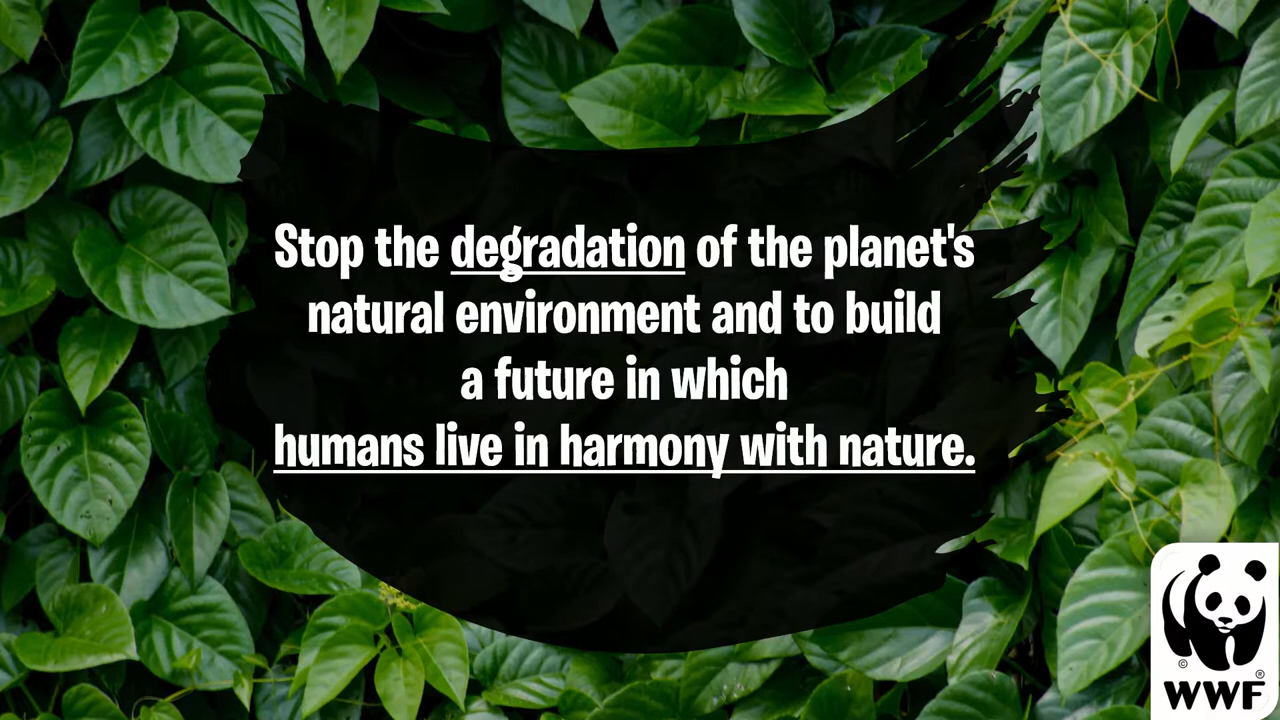 Stop the degradation of the planet's
natural environment and to build
a future in which
humans live in harmony with nature.
©
®
WWF